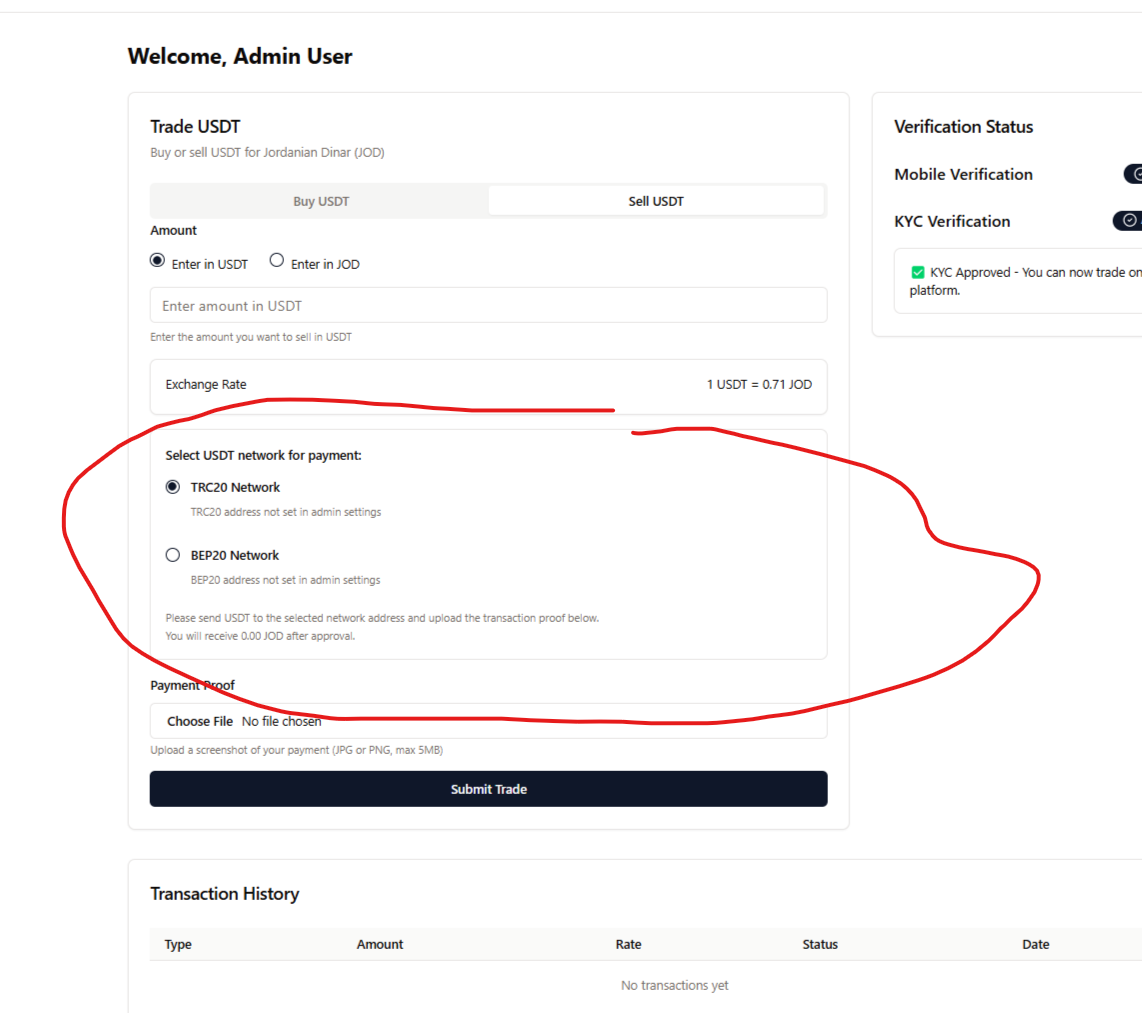 Welcome, Admin User
Trade USDT
Buy or sell USDT for Jordanian Dinar (JOD)
Buy USDT
Sell USDT
Amount
Enter in USDT
Enter in JOD
Enter amount in USDT
Enter the amount you want to sell in USDT
Exchange Rate
1 USDT = 0.71 JOD
Select USDT network for payment:
TRC20 Network
TRC20 address not set in admin settings
BEP20 Network
BEP20 address not set in admin settings
Please send USDT to the selected network address and upload the transaction proof below.
You will receive 0.00 JOD after approval.
Payment Proof
Choose File No file chosen
Upload a screenshot of your payment (JPG or PNG, max 5MB)
Submit Trade
Verification Status
Mobile Verification
KYC Verification
KYC Approved - You can now trade on
platform.
Transaction History
Type Amount Rate Status Date
No transactions yet